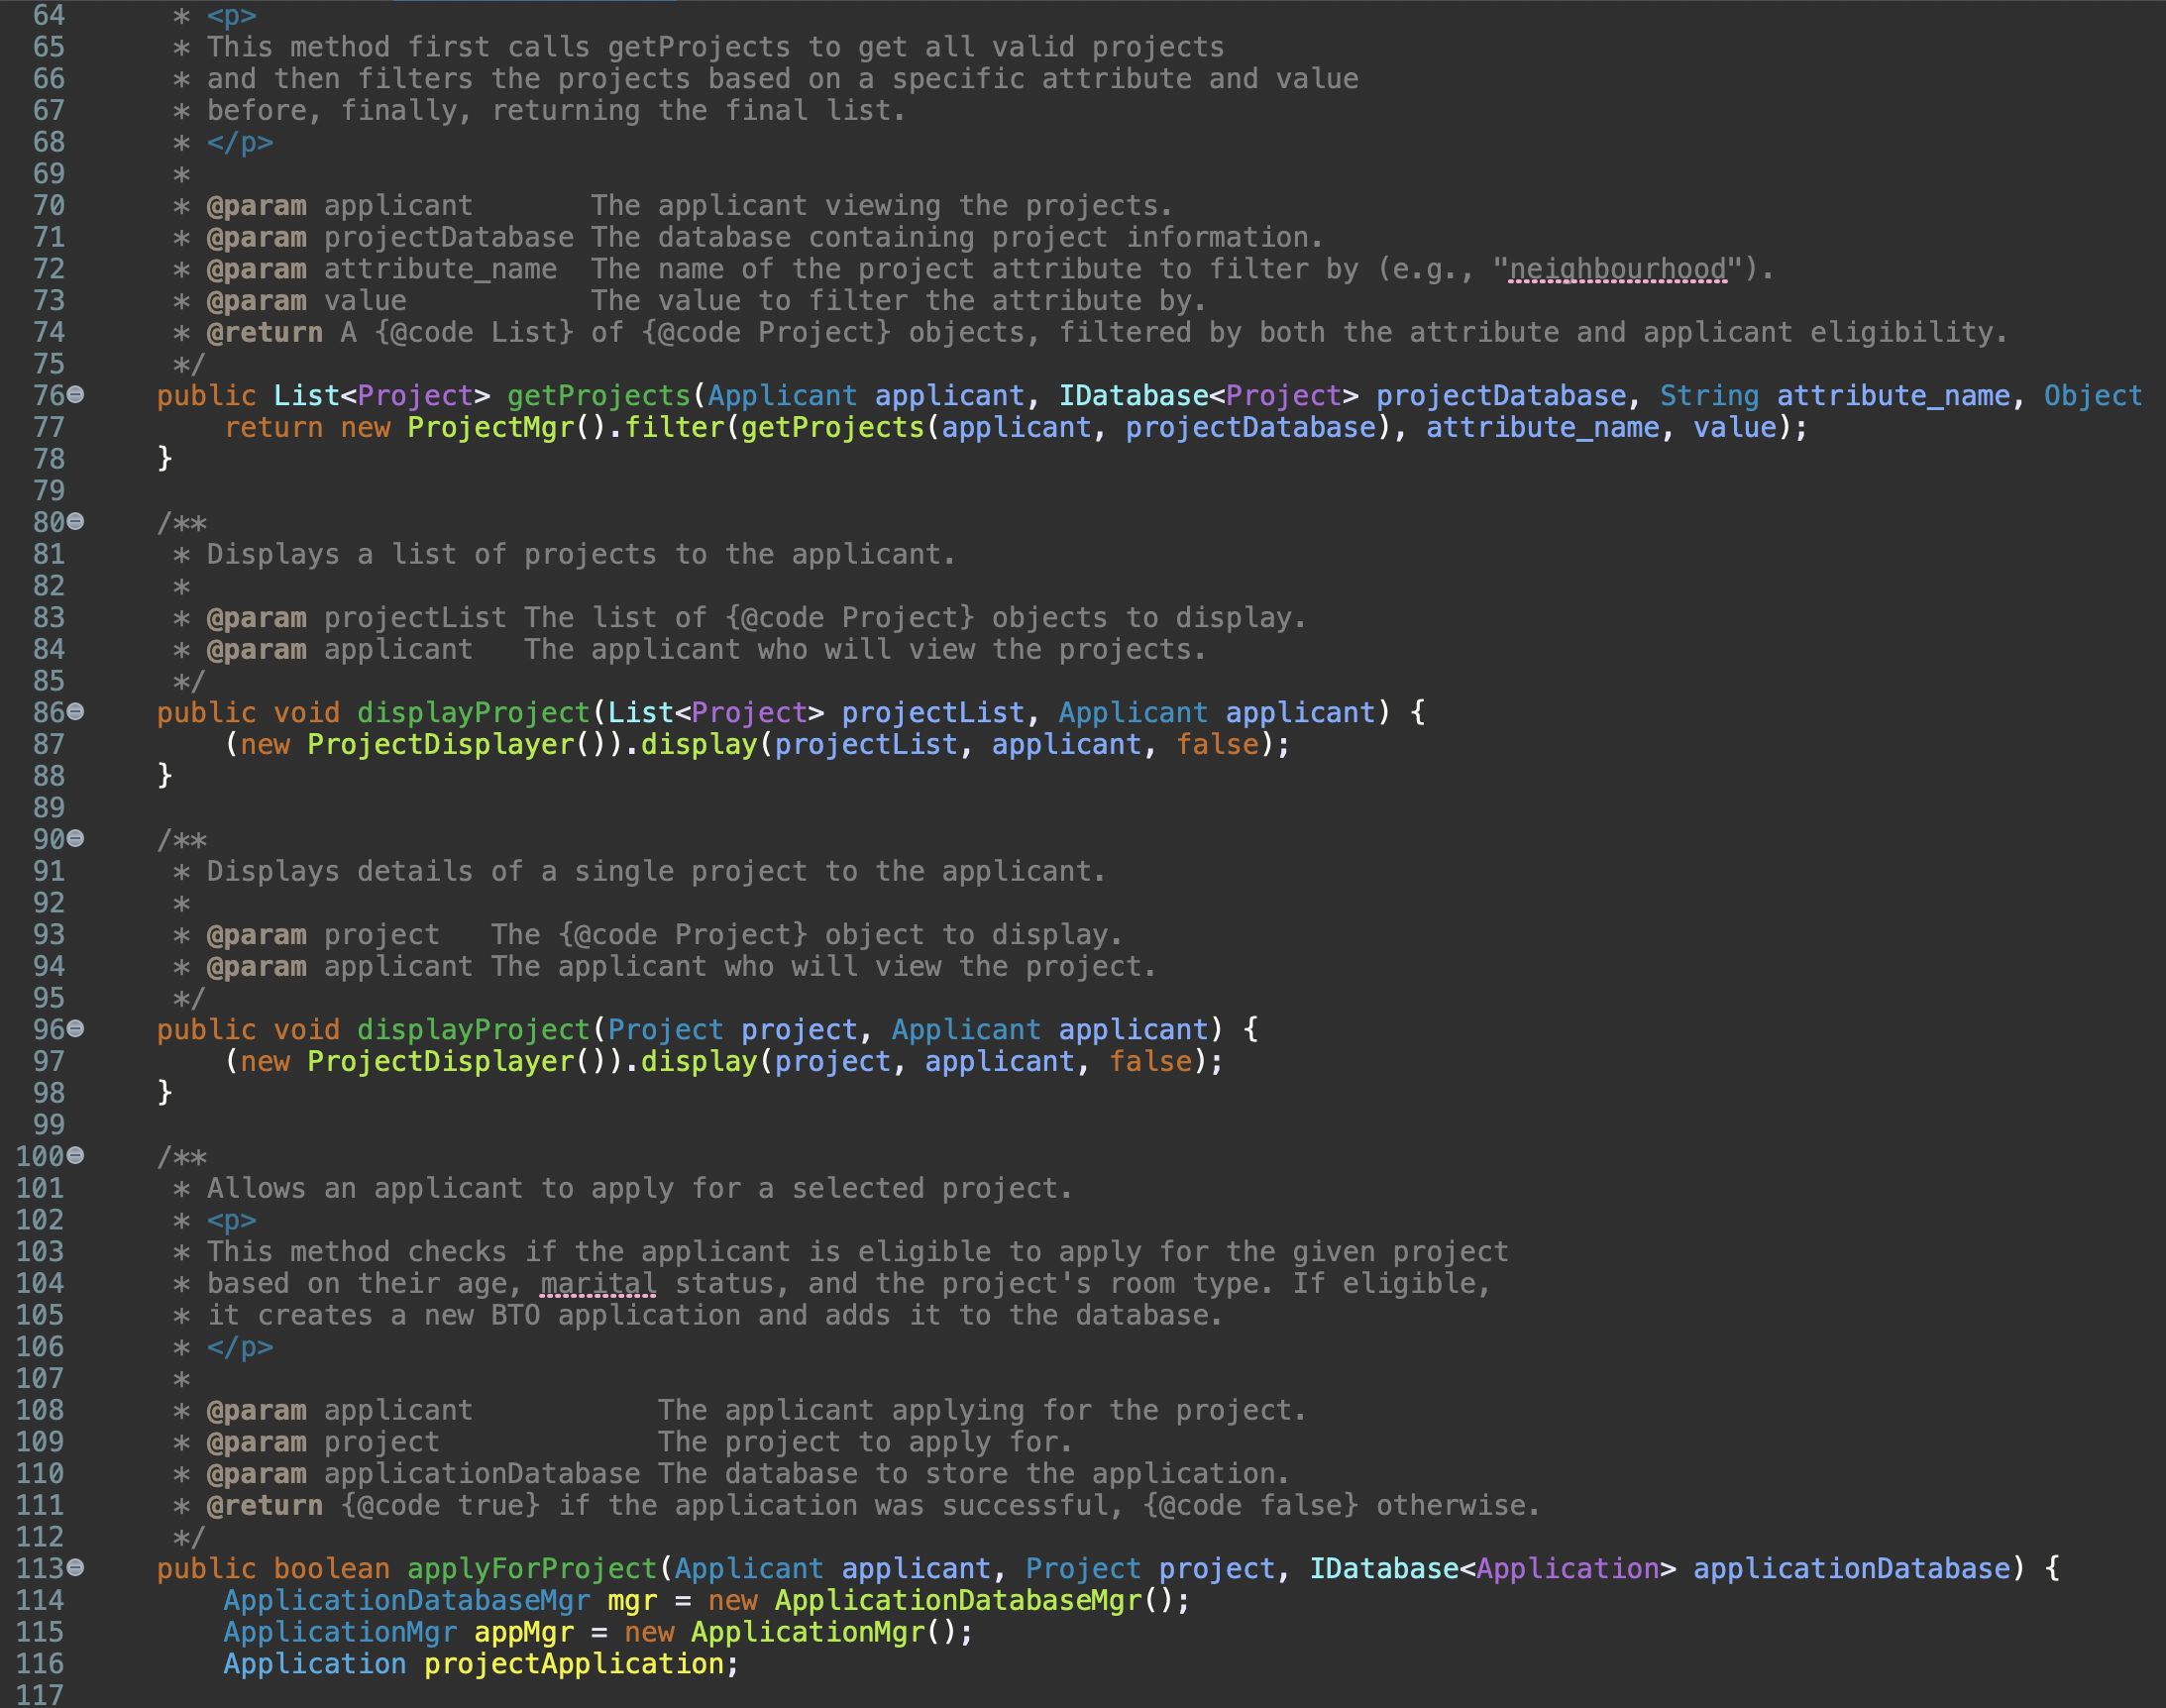 64 * <p>
65 * This method first calls getProjects to get all valid projects
66 * and then filters the projects based on a specific attribute and value
67 * before, finally, returning the final list.
68 * </p>
69 *
70 * @param applicant       The applicant viewing the projects.
71 * @param projectDatabase The database containing project information.
72 * @param attribute_name  The name of the project attribute to filter by (e.g., "neighbourhood").
73 * @param value           The value to filter the attribute by.
74 * @return A {@code List} of {@code Project} objects, filtered by both the attribute and applicant eligibility.
75 */
76 public List<Project> getProjects(Applicant applicant, IDatabase<Project> projectDatabase, String attribute_name, Object
77     return new ProjectMgr().filter(getProjects(applicant, projectDatabase), attribute_name, value);
78 }
79
80 /**
81 * Displays a list of projects to the applicant.
82 *
83 * @param projectList The list of {@code Project} objects to display.
84 * @param applicant   The applicant who will view the projects.
85 */
86 public void displayProject(List<Project> projectList, Applicant applicant) {
87     (new ProjectDisplayer()).display(projectList, applicant, false);
88 }
89
90 /**
91 * Displays details of a single project to the applicant.
92 *
93 * @param project   The {@code Project} object to display.
94 * @param applicant The applicant who will view the project.
95 */
96 public void displayProject(Project project, Applicant applicant) {
97     (new ProjectDisplayer()).display(project, applicant, false);
98 }
99
100 /**
101 * Allows an applicant to apply for a selected project.
102 * <p>
103 * This method checks if the applicant is eligible to apply for the given project
104 * based on their age, marital status, and the project's room type. If eligible,
105 * it creates a new BTO application and adds it to the database.
106 * </p>
107 *
108 * @param applicant           The applicant applying for the project.
109 * @param project             The project to apply for.
110 * @param applicationDatabase The database to store the application.
111 * @return {@code true} if the application was successful, {@code false} otherwise.
112 */
113 public boolean applyForProject(Applicant applicant, Project project, IDatabase<Application> applicationDatabase) {
114     ApplicationDatabaseMgr mgr = new ApplicationDatabaseMgr();
115     ApplicationMgr appMgr = new ApplicationMgr();
116     Application projectApplication;
117